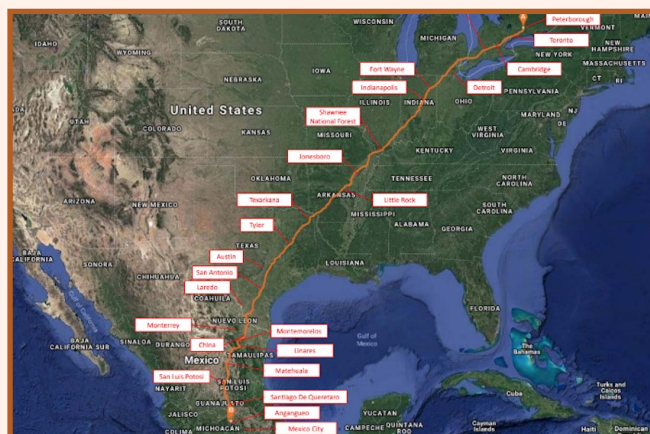 SOUTH
DAKOTA
WISCONSIN
Peterborough
VERMONT
MAINE
IDAHO
WYOMING
MICHIGAN
Toronto
NEW
HAMPSHIRE
NEW YORK
MASSACHUSETTS
Cambridge
CT
RI
IOWA
Fort Wayne
NEBRASKA
Indianapolis
Detroit
PENNSYLVANIA
ILLINOIS
INDIANA
OHIO
NJ
MARYLAND
DE
United States
Shawnee
National Forest
UTAH
COLORADO
KANSAS
MISSOURI
WEST
VIRGINIA
VIRGINIA
KENTUCKY
Jonesboro
OKLAHOMA
TENNESSEE
NORTH
CAROLINA
ARIZONA
NEW MEXICO
Texarkana
ARKANSAS
Little Rock
SOUTH
CAROLINA
MISSISSIPPI
Tyler
ALABAMA
GEORGIA
TEXAS
BAJA
CALIFORNIA
SONORA
Austin
LOUISIANA
CHIHUAHUA
San Antonio
Laredo
COAHUILA
FLORIDA
Monterrey
NUEVO LEON
Montemorelos
Gulf of
Mexico
BAJA
CALIFORNIA SUR
SINALOA
DURANGO
China
TAMAULIPAS
Linares
The
Bahamas
Mexico
Matehuala
San Luis Potosi
SAN LUIS
POTOSI
NAYARIT
Cuba
Turks and
Caicos
Islands
Santiago De Queretaro
GUANAJUATO
Angangueo
YUCATAN
JALISCO
COLIMA
MICHOACAN
Mexico City
CAMPECHE
QUINTANA
ROO
Cayman
Islands
Haiti
Dominican